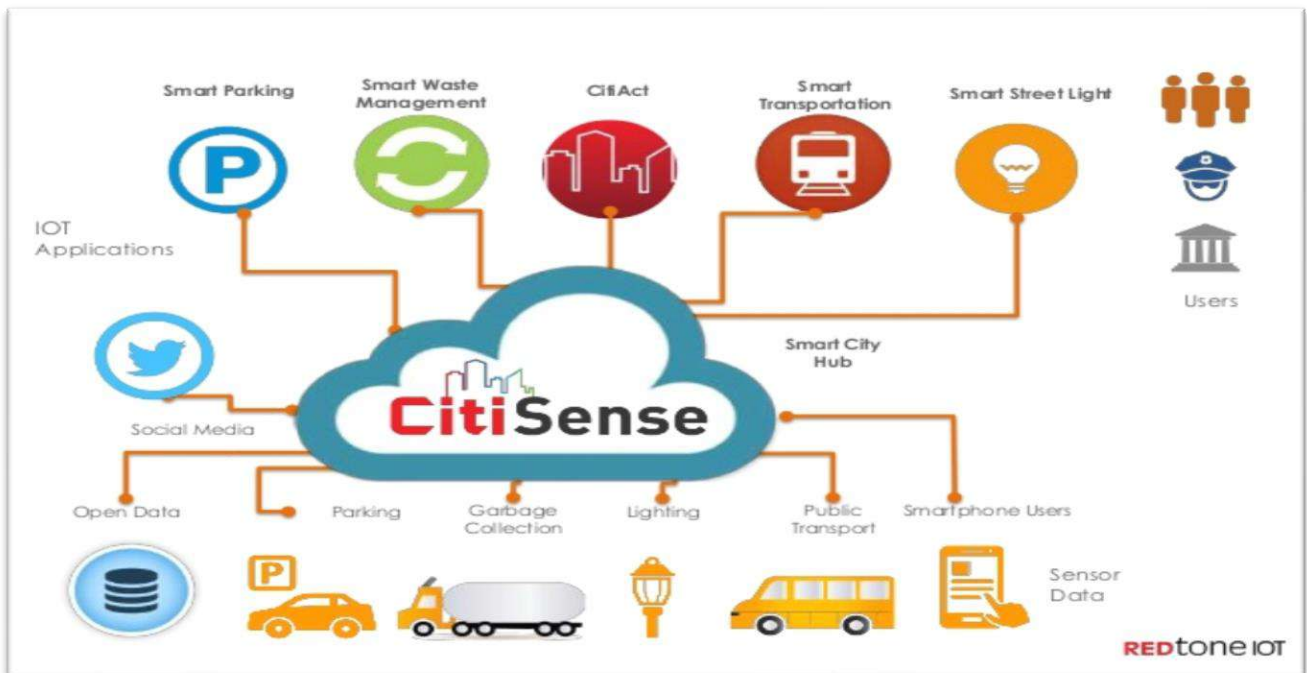 Smart Parking
Smart Waste
Management
CitiAct
Smart
Transportation
Smart Street Light
P
IOT
Applications
Users
Smart City
Hub
CitiSense
Social Media
Open Data
Parking
Garbage
Collection
Lighting
Public
Transport
Smartphone Users
P
Sensor
Data
REDtone IOT